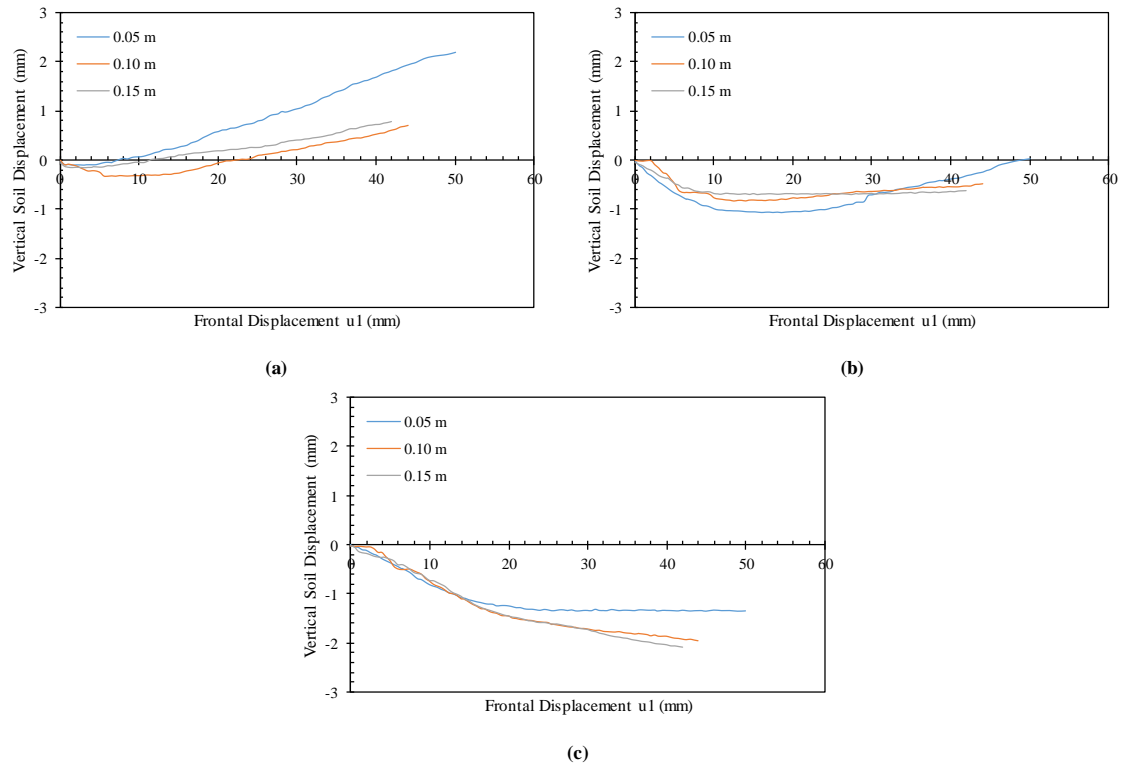 3
2
1
0
-1
-2
-3
0 10 20 30 40 50 60
Vertical Soil Displacement (mm)
Frontal Displacement u1 (mm)
0.05 m
0.10 m
0.15 m
(a)
3
2
1
0
-1
-2
-3
0 10 20 30 40 50 60
Vertical Soil Displacement (mm)
Frontal Displacement u1 (mm)
0.05 m
0.10 m
0.15 m
(b)
3
2
1
0
-1
-2
-3
0 10 20 30 40 50 60
Vertical Soil Displacement (mm)
Frontal Displacement u1 (mm)
0.05 m
0.10 m
0.15 m
(c)